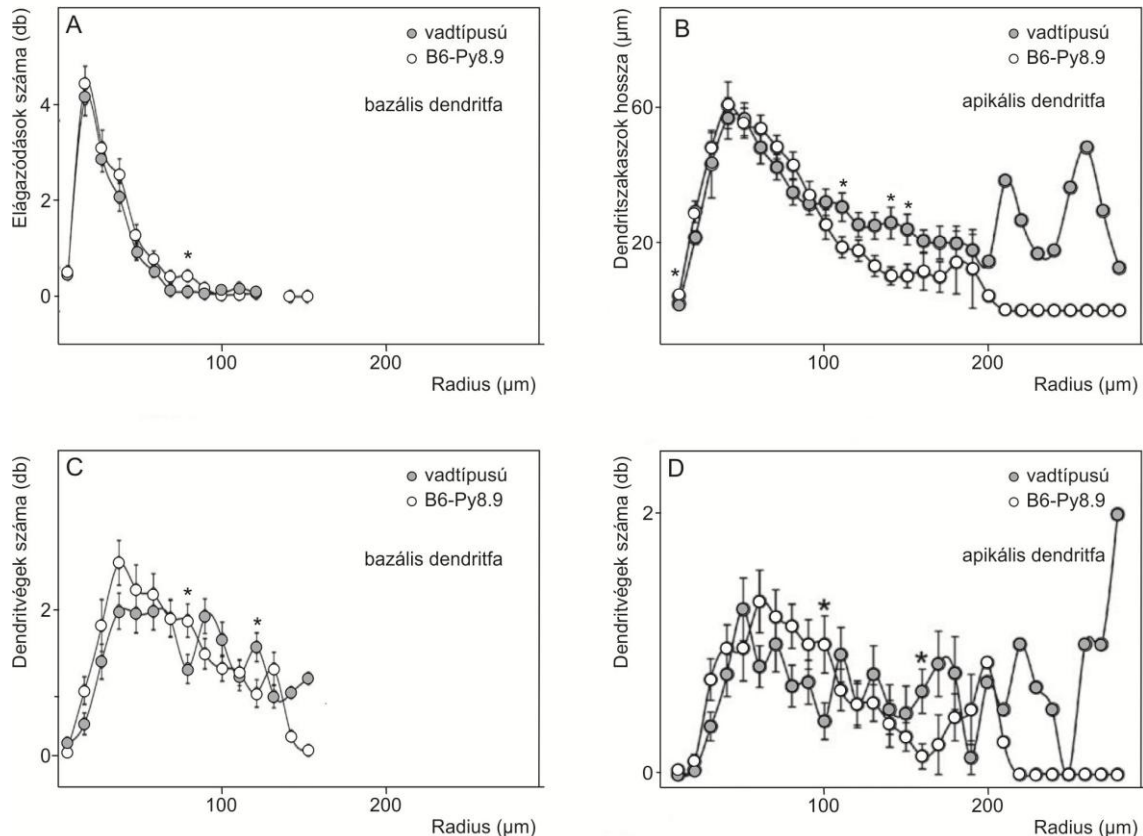 A
vadtípusú
B6-Py8.9
bazális dendritfa
Elágazódások száma (db)
4
2
0
*
100
200
Radius (µm)
B
vadtípusú
B6-Py8.9
apikális dendritfa
Dendritszakaszok hossza (µm)
60
20
*
*
*
*
100
200
Radius (µm)
C
vadtípusú
B6-Py8.9
bazális dendritfa
Dendritvégek száma (db)
2
0
*
*
100
200
Radius (µm)
D
vadtípusú
B6-Py8.9
apikális dendritfa
Dendritvégek száma (db)
2
0
*
*
100
200
Radius (µm)